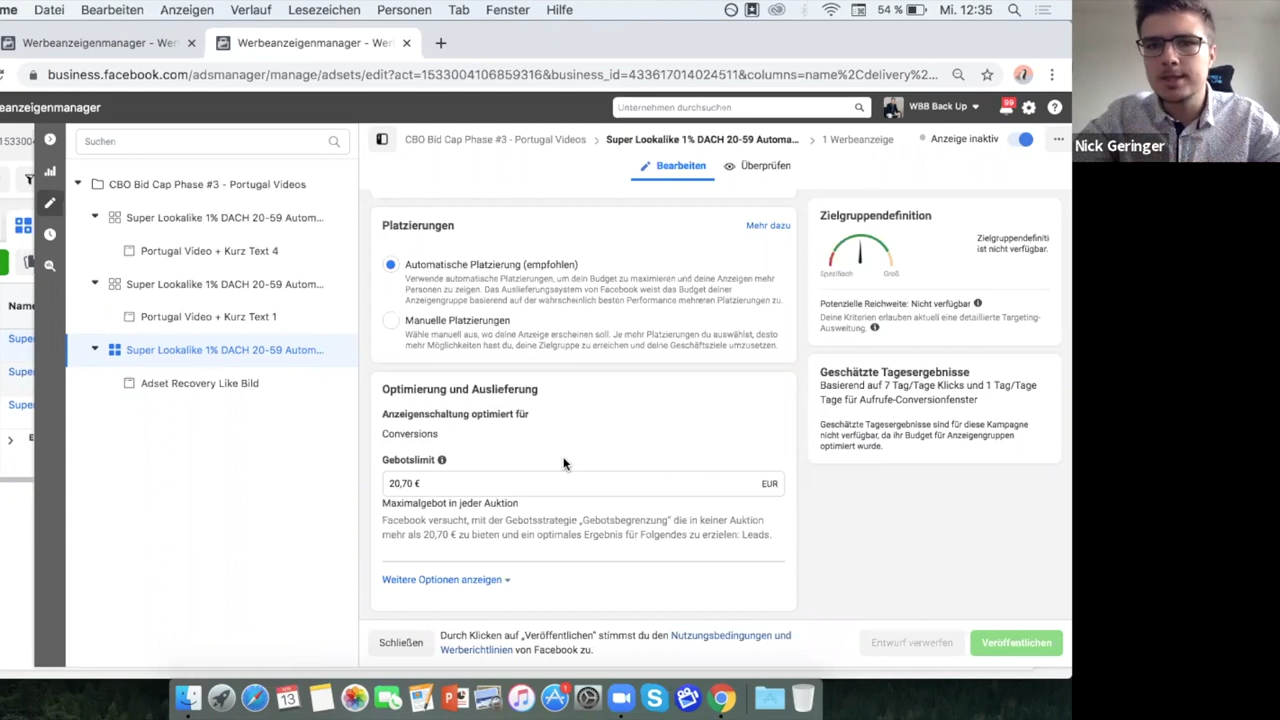 me Datei Bearbeiten Anzeigen Verlauf Lesezeichen Personen Tab Fenster Hilfe 54 % Mi. 12:35
Werbeanzeigenmanager - Wer
Werbeanzeigenmanager - Wer
business.facebook.com/adsmanager/manage/adsets/edit?act=1533004106859316&business_id=433617014024511&columns=name%2Cdelivery%2...
eanzeigenmanager
Unternehmen durchsuchen
WBB Back Up
99
Nick Geringer
Suchen
CBO Bid Cap Phase #3 - Portugal Videos
Super Lookalike 1% DACH 20-59 Automa...
1 Werbeanzeige
Anzeige inaktiv
Bearbeiten
Überprüfen
CBO Bid Cap Phase #3 - Portugal Videos
Super Lookalike 1% DACH 20-59 Autom...
Portugal Video + Kurz Text 4
Super Lookalike 1% DACH 20-59 Autom...
Portugal Video + Kurz Text 1
Super Lookalike 1% DACH 20-59 Autom...
Adset Recovery Like Bild
Name
Supe
Supe
Supe
E
Platzierungen
Mehr dazu
Automatische Platzierung (empfohlen)
Verwende automatische Platzierungen, um dein Budget zu maximieren und deine Anzeigen mehr
Personen zu zeigen. Das Auslieferungssystem von Facebook weist das Budget deiner
Anzeigengruppe basierend auf der wahrscheinlich besten Performance mehreren Platzierungen zu.
Manuelle Platzierungen
Wähle manuell aus, wo deine Anzeige erscheinen soll. Je mehr Platzierungen du auswählst, desto
mehr Möglichkeiten hast du, deine Zielgruppe zu erreichen und deine Geschäftsziele umzusetzen.
Optimierung und Auslieferung
Anzeigenschaltung optimiert für
Conversions
Gebotslimit
20,70 €
EUR
Maximalgebot in jeder Auktion
Facebook versucht, mit der Gebotsstrategie „Gebotsbegrenzung" die in keiner Auktion
mehr als 20,70 € zu bieten und ein optimales Ergebnis für Folgendes zu erzielen: Leads.
Weitere Optionen anzeigen
Zielgruppendefinition
Zielgruppendefiniti
ist nicht verfügbar.
Spezifisch
Groß
Potenzielle Reichweite: Nicht verfügbar
Deine Kriterien erlauben aktuell eine detaillierte Targeting-
Ausweitung.
Geschätzte Tagesergebnisse
Basierend auf 7 Tag/Tage Klicks und 1 Tag/Tage
Tage für Aufrufe-Conversionfenster
Geschätzte Tagesergebnisse sind für diese Kampagne
nicht verfügbar, da ihr Budget für Anzeigengruppen
optimiert wurde.
Schließen
Durch Klicken auf „Veröffentlichen" stimmst du den Nutzungsbedingungen und
Werberichtlinien von Facebook zu.
Entwurf verwerfen
Veröffentlichen
13
1